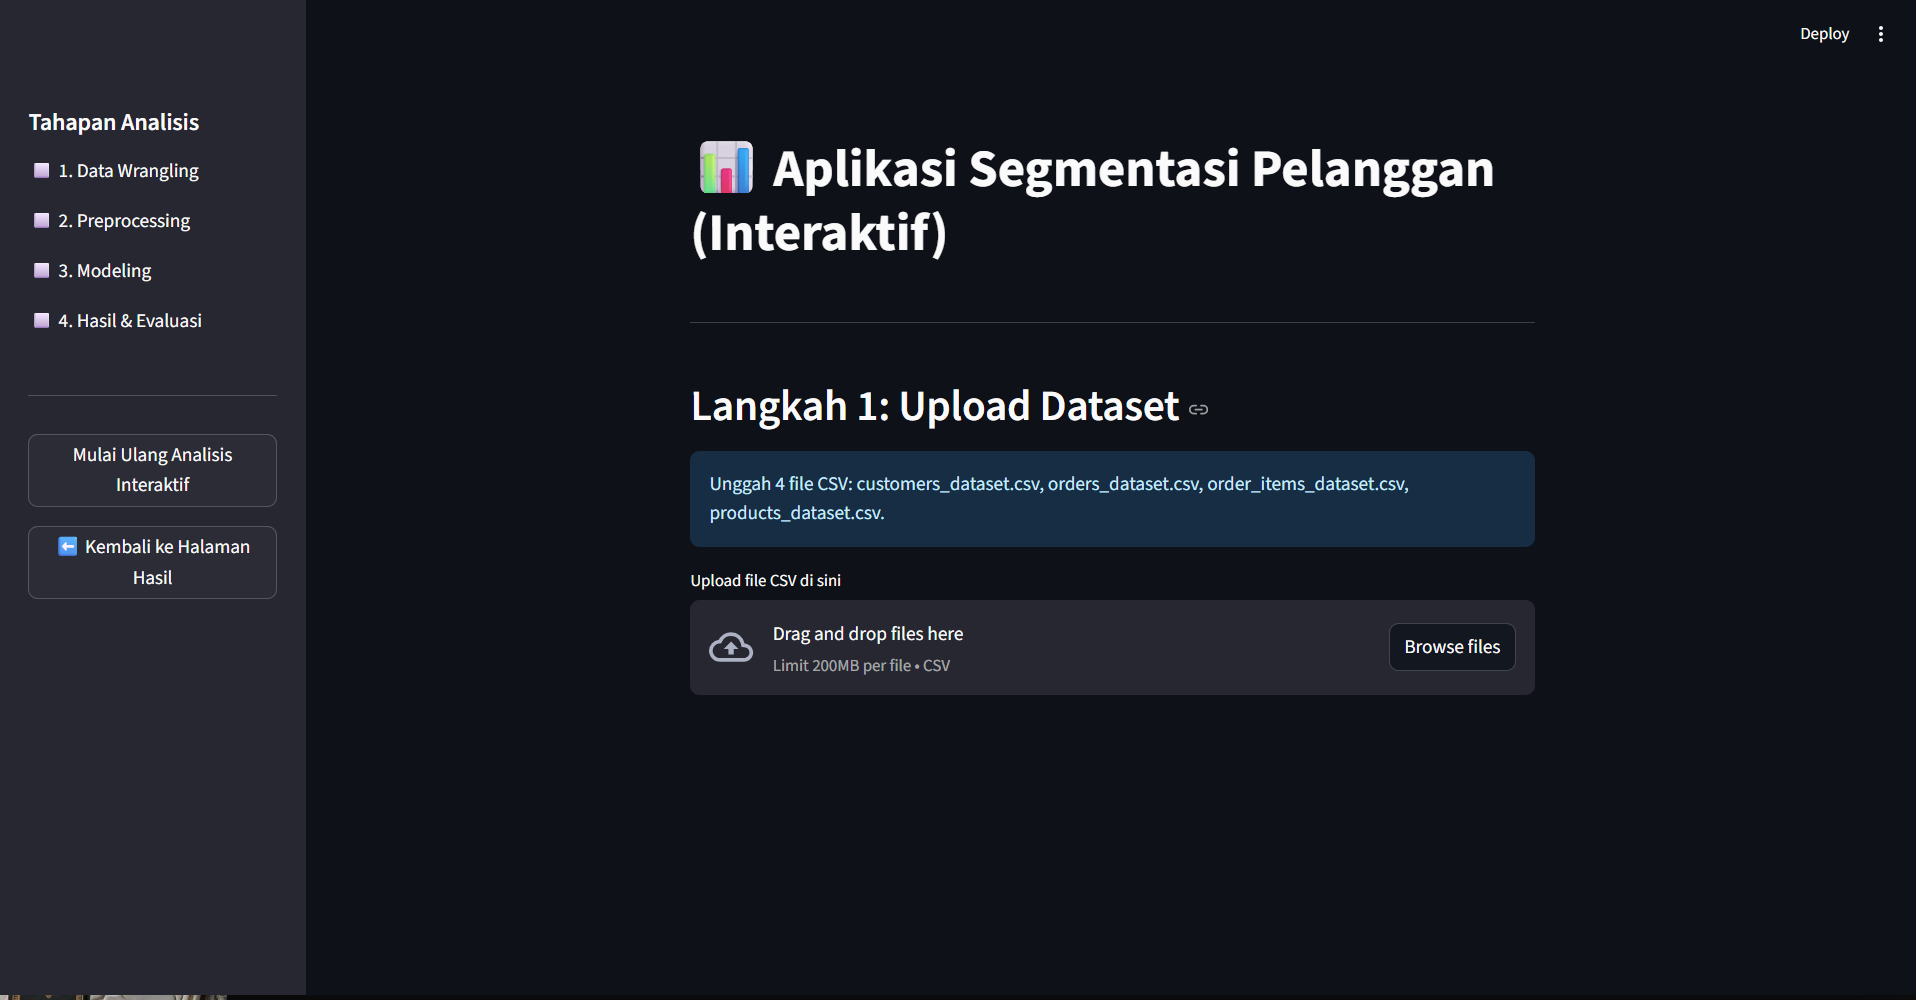 Deploy
Tahapan Analisis
1. Data Wrangling
2. Preprocessing
3. Modeling
4. Hasil & Evaluasi
Mulai Ulang Analisis
Interaktif
Kembali ke Halaman
Hasil
Aplikasi Segmentasi Pelanggan
(Interaktif)
Langkah 1: Upload Dataset
Unggah 4 file CSV: customers_dataset.csv, orders_dataset.csv, order_items_dataset.csv,
products_dataset.csv.
Upload file CSV di sini
Drag and drop files here
Limit 200MB per file • CSV
Browse files